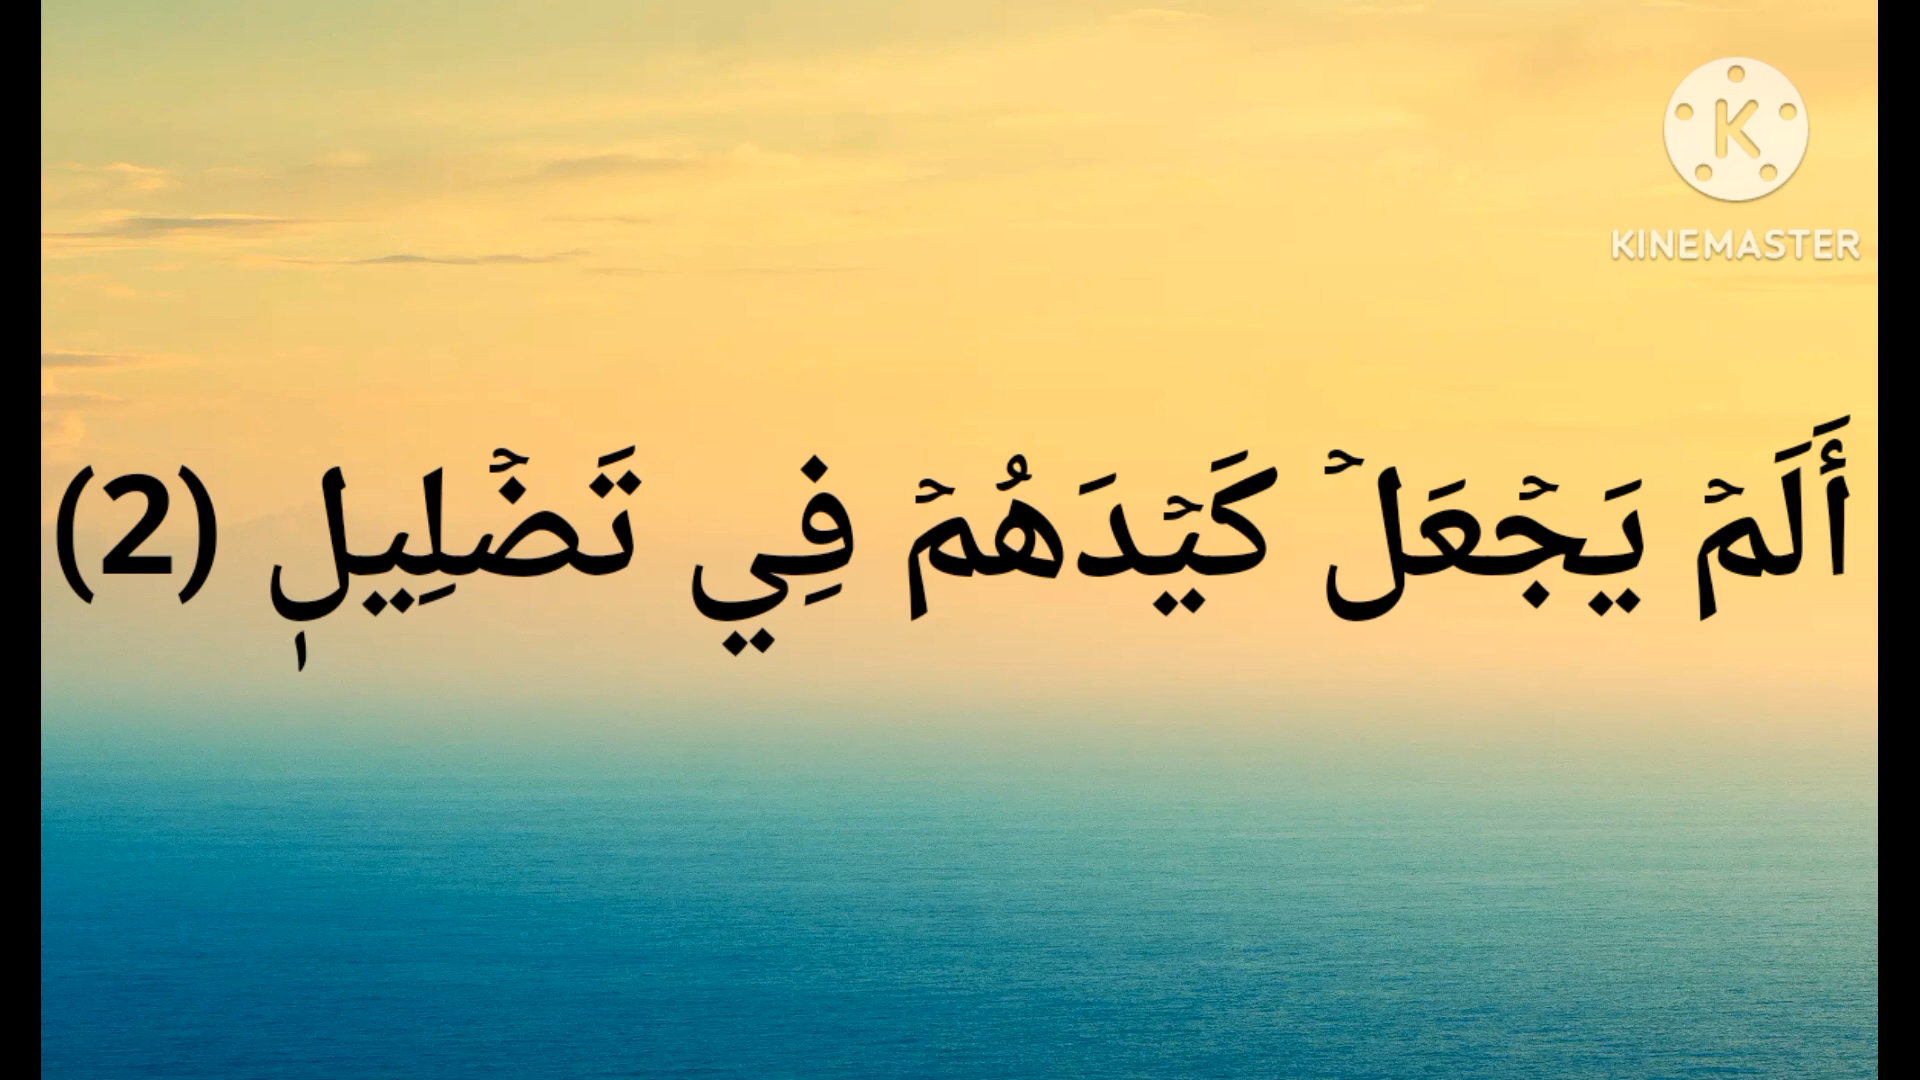 KINEMASTER
أَلَمۡ يَجۡعَلۡ كَيۡدَهُمۡ فِي تَضۡلِيلٖ (2)